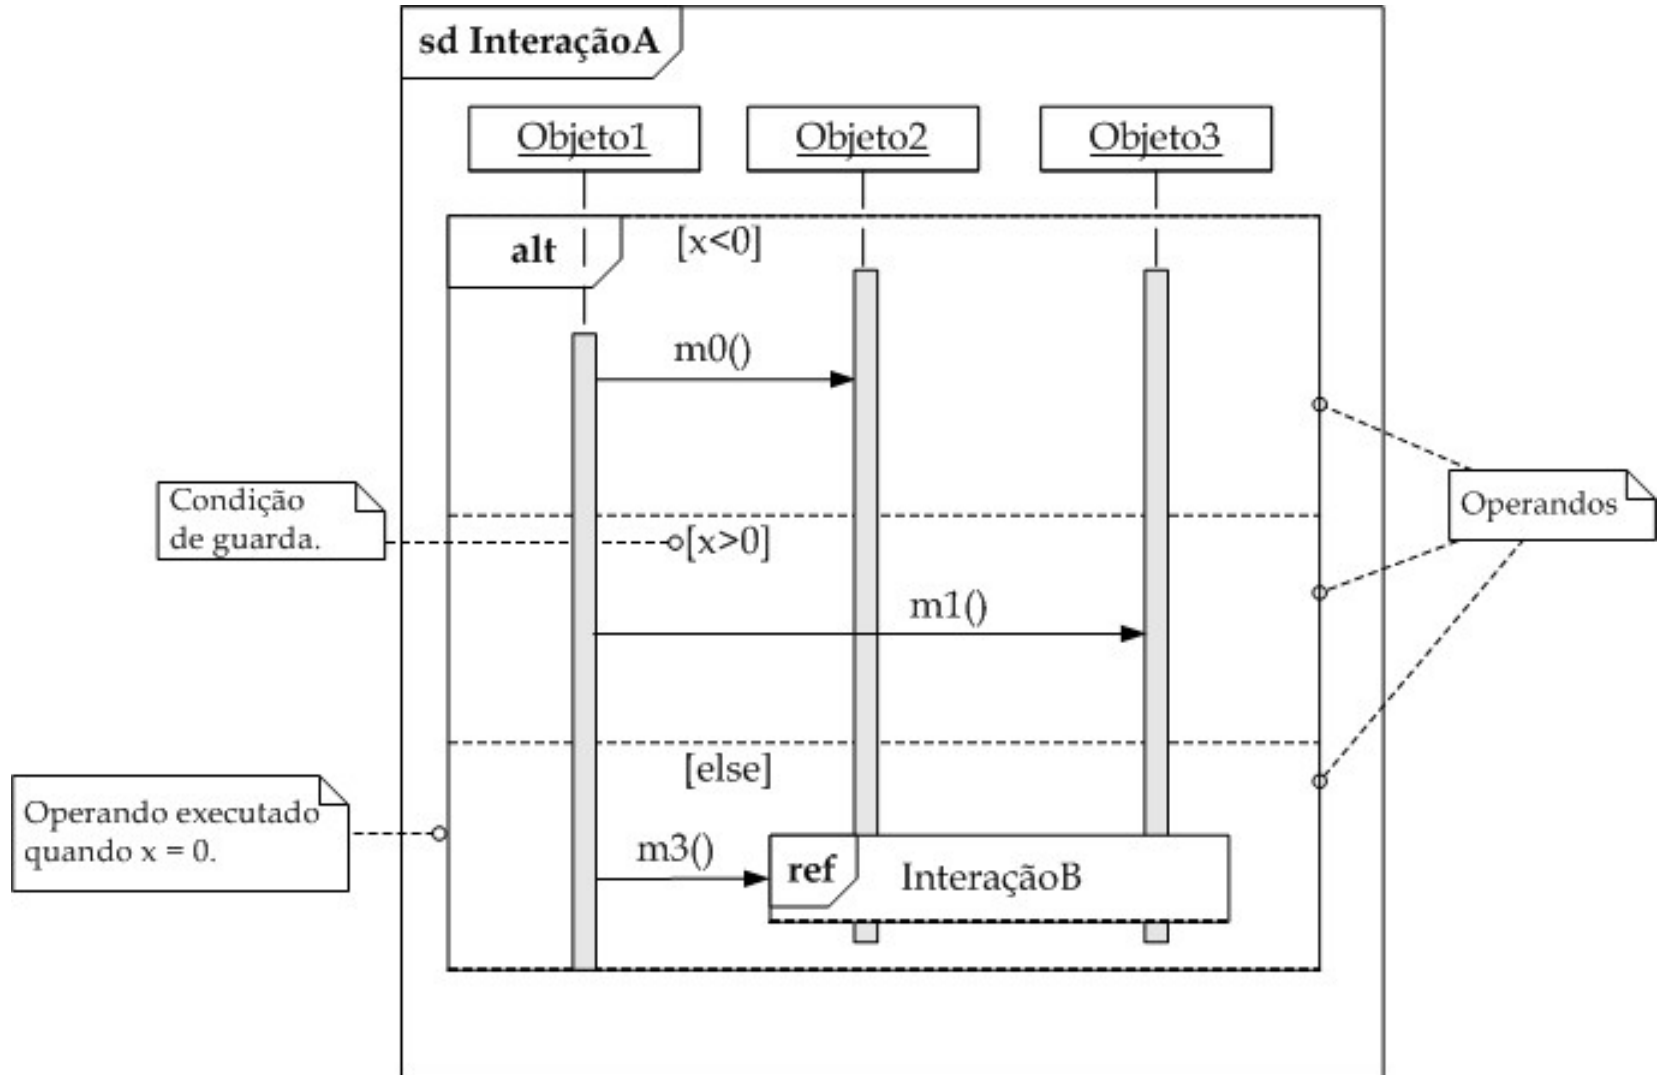 sd InteraçãoA
Objeto1
Objeto2
Objeto3
alt
[x<0]
m0()
Condição
de guarda.
[x>0]
Operandos
m1()
[else]
Operando executado
quando x = 0.
m3()
ref
InteraçãoB